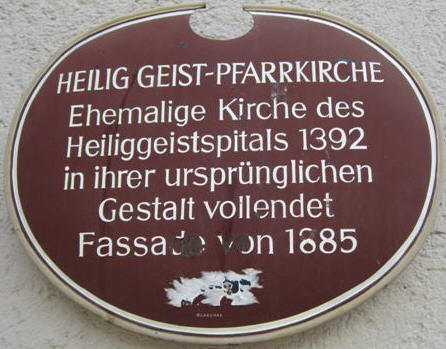 HEILIG GEIST-PFARRKIRCHE
Ehemalige Kirche des
Heiliggeistspitals 1392
in ihrer ursprünglichen
Gestalt vollendet
Fassade von 1885